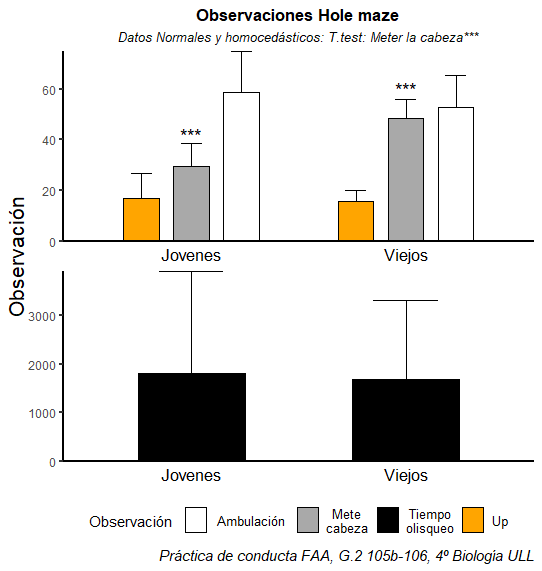 Observaciones Hole maze
Datos Normales y homocedásticos: T.test: Meter la cabeza***
Observación
60
40
20
0
***
***
Jovenes
Viejos
3000
2000
1000
0
Jovenes
Viejos
Observación
Ambulación
Mete
cabeza
Tiempo
olisqueo
Up
Práctica de conducta FAA, G.2 105b-106, 4º Biología ULL